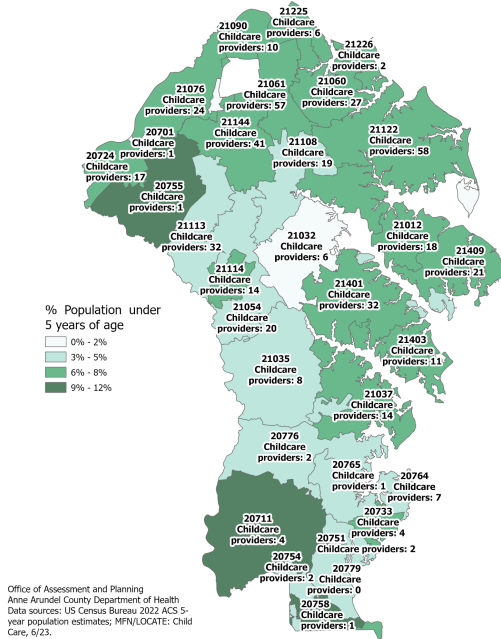 21225
Childcare
providers: 6
21090
Childcare
providers: 10
21226
Childcare
providers: 2
21076
Childcare
providers: 24
21061
Childcare
providers: 57
21060
Childcare
providers: 27
20701
Childcare
providers: 1
21144
Childcare
providers: 41
21108
Childcare
providers: 19
21122
Childcare
providers: 58
20724
Childcare
providers: 17
20755
Childcare
providers: 1
21113
Childcare
providers: 32
21032
Childcare
providers: 6
21012
Childcare
providers: 18
21409
Childcare
providers: 21
21114
Childcare
providers: 14
21401
Childcare
providers: 32
21054
Childcare
providers: 20
21403
Childcare
providers: 11
% Population under
5 years of age
0% - 2%
3% - 5%
6% - 8%
9% - 12%
21035
Childcare
providers: 8
21037
Childcare
providers: 14
20776
Childcare
providers: 2
20765
Childcare
providers: 1
20764
Childcare
providers: 7
20711
Childcare
providers: 4
20733
Childcare
providers: 4
20751
Childcare providers: 2
20754
Childcare
providers: 2
20779
Childcare
providers: 0
20758
Childcare
providers: 1
Office of Assessment and Planning
Anne Arundel County Department of Health
Data sources: US Census Bureau 2022 ACS 5-
year population estimates; MFN/LOCATE: Child
Care, 6/23.